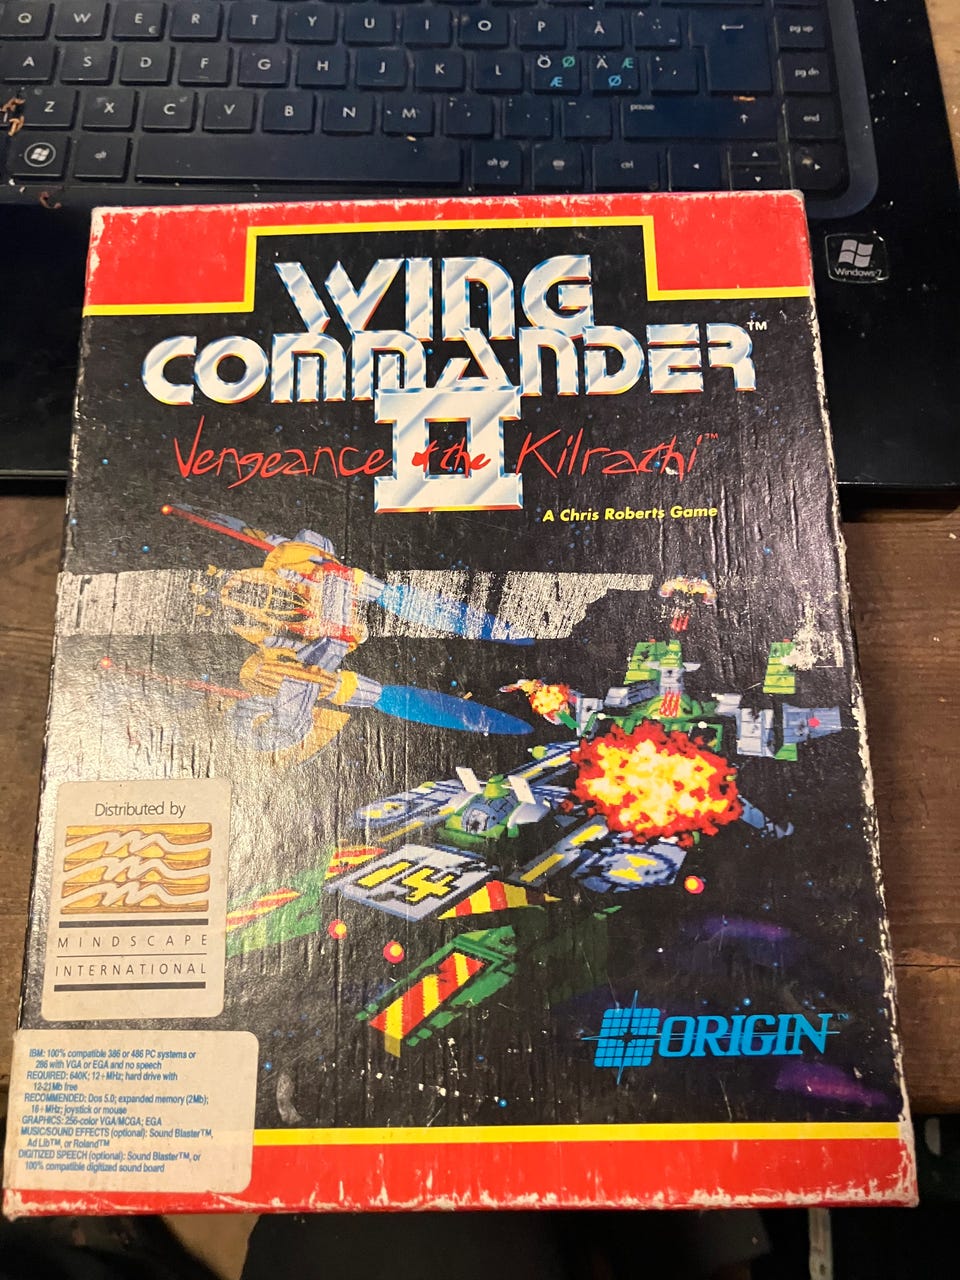 Q W E R T Y U I O P Å pg up
A S D F G H J K L Ö Ø Æ Ä Æ Ø pg dn
Z X C V B N M pause end
alt alt gr ctrl
Windows 7
WING
COMMANDER™
II
Vengeance of the Kilrathi™
A Chris Roberts Game
14
Distributed by
MINDSCAPE
INTERNATIONAL
ORIGIN™
IBM: 100% compatible 386 or 486 PC systems or
286 with VGA or EGA and no speech
REQUIRED: 640K; 12+MHz; hard drive with
12-21Mb free
RECOMMENDED: Dos 5.0; expanded memory (2Mb);
16+MHz; joystick or mouse
GRAPHICS: 256-color VGA/MCGA; EGA
MUSIC/SOUND EFFECTS (optional): Sound Blaster™,
Ad Lib™, or Roland™
DIGITIZED SPEECH (optional): Sound Blaster™, or
100% compatible digitized sound board